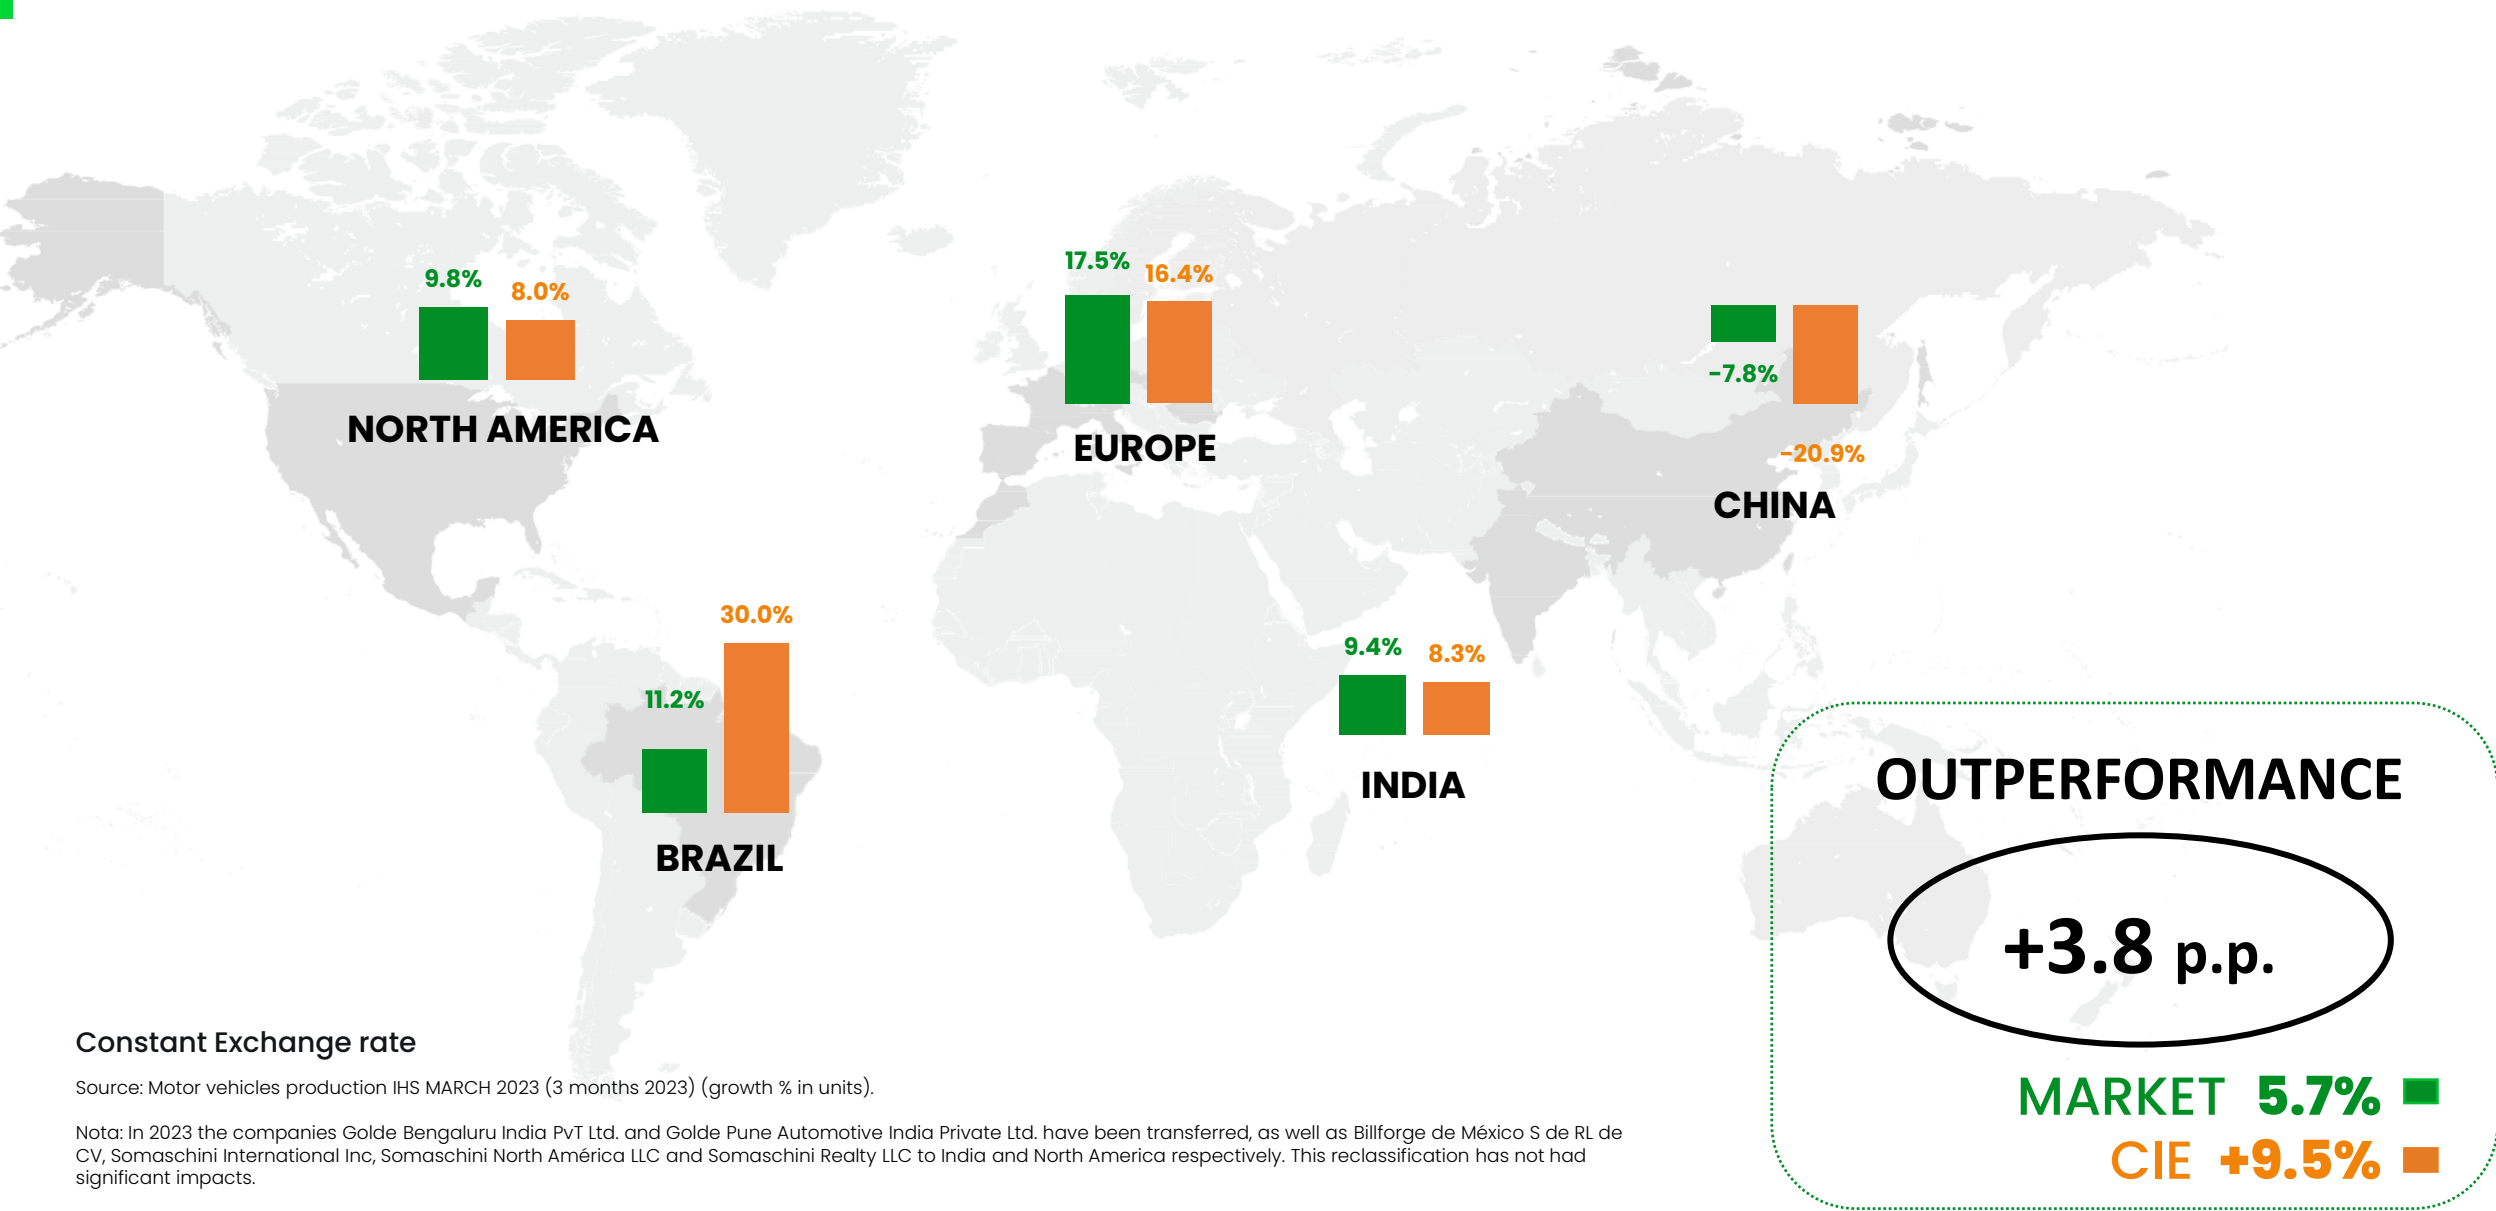 17.5%
16.4%
9.8%
8.0%
-7.8%
NORTH AMERICA
EUROPE
-20.9%
CHINA
30.0%
11.2%
9.4%
8.3%
INDIA
BRAZIL
OUTPERFORMANCE
+3.8 p.p.
MARKET 5.7%
CIE +9.5%
Constant Exchange rate
Source: Motor vehicles production IHS MARCH 2023 (3 months 2023) (growth % in units).
Nota: In 2023 the companies Golde Bengaluru India PvT Ltd. and Golde Pune Automotive India Private Ltd. have been transferred, as well as Billforge de México S de RL de
CV, Somaschini International Inc, Somaschini North América LLC and Somaschini Realty LLC to India and North America respectively. This reclassification has not had
significant impacts.